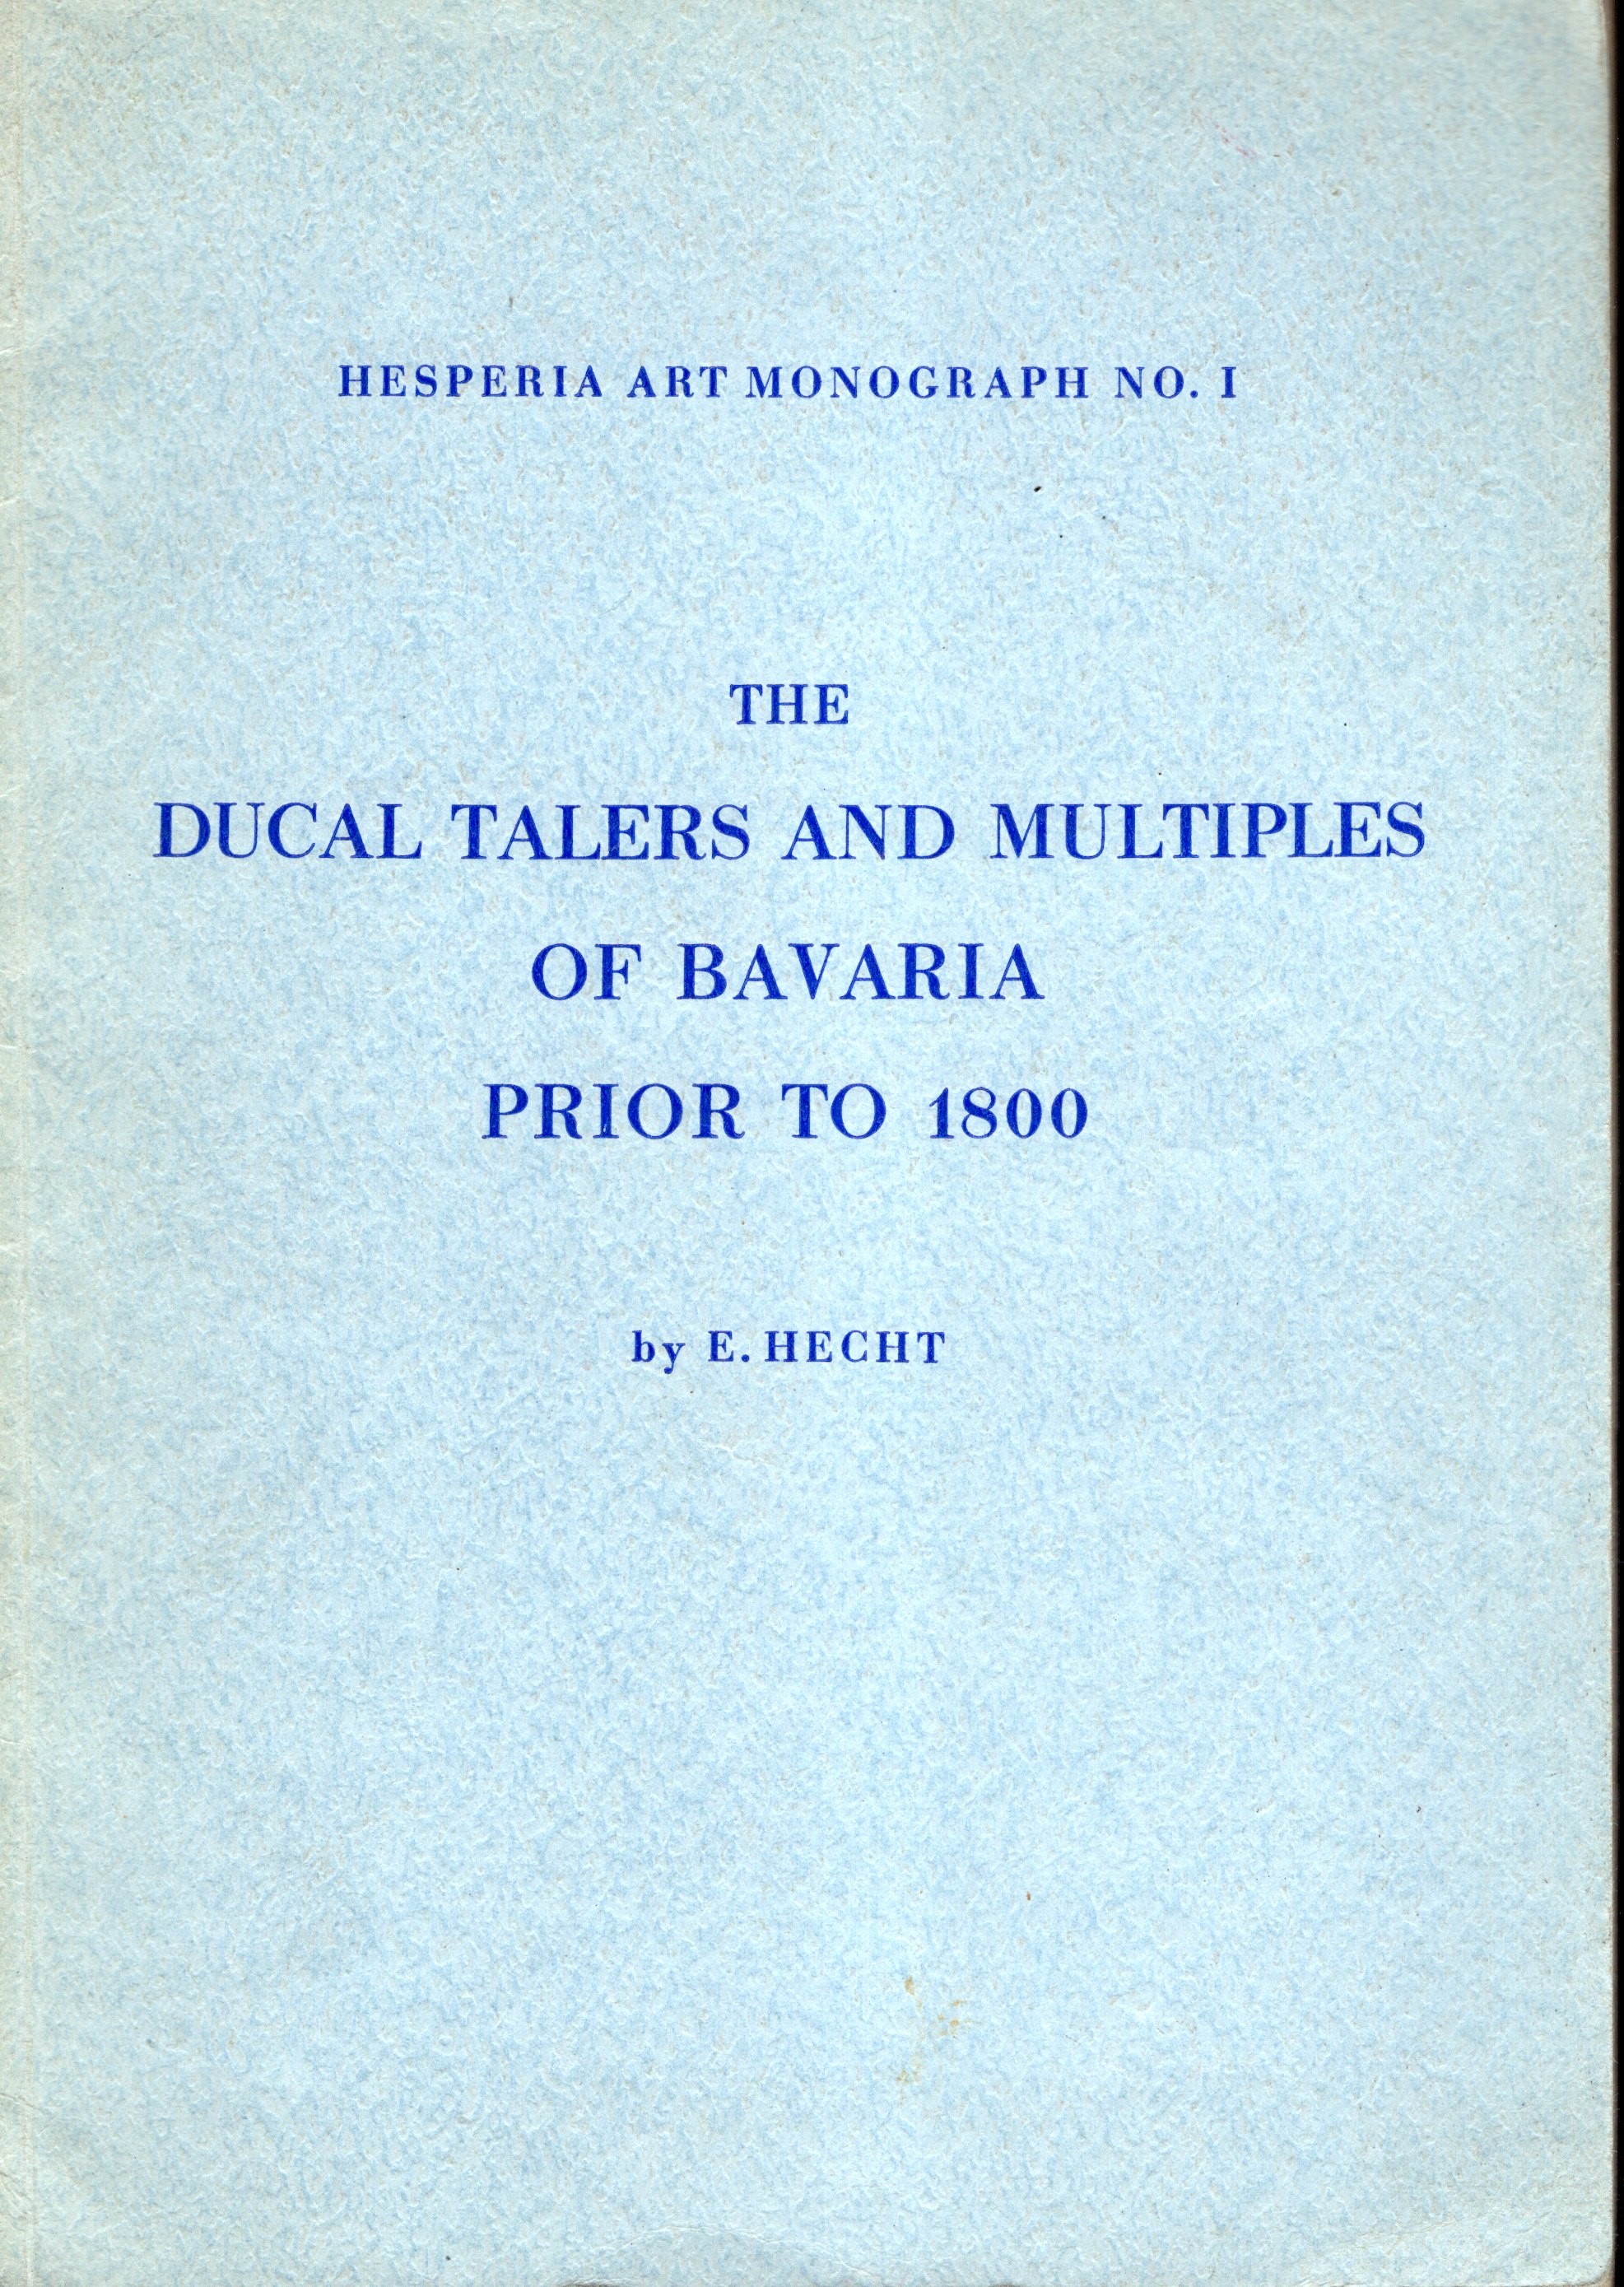 HESPERIA ART MONOGRAPH NO. I
THE
DUCAL TALERS AND MULTIPLES
OF BAVARIA
PRIOR TO 1800
by E. HECHT